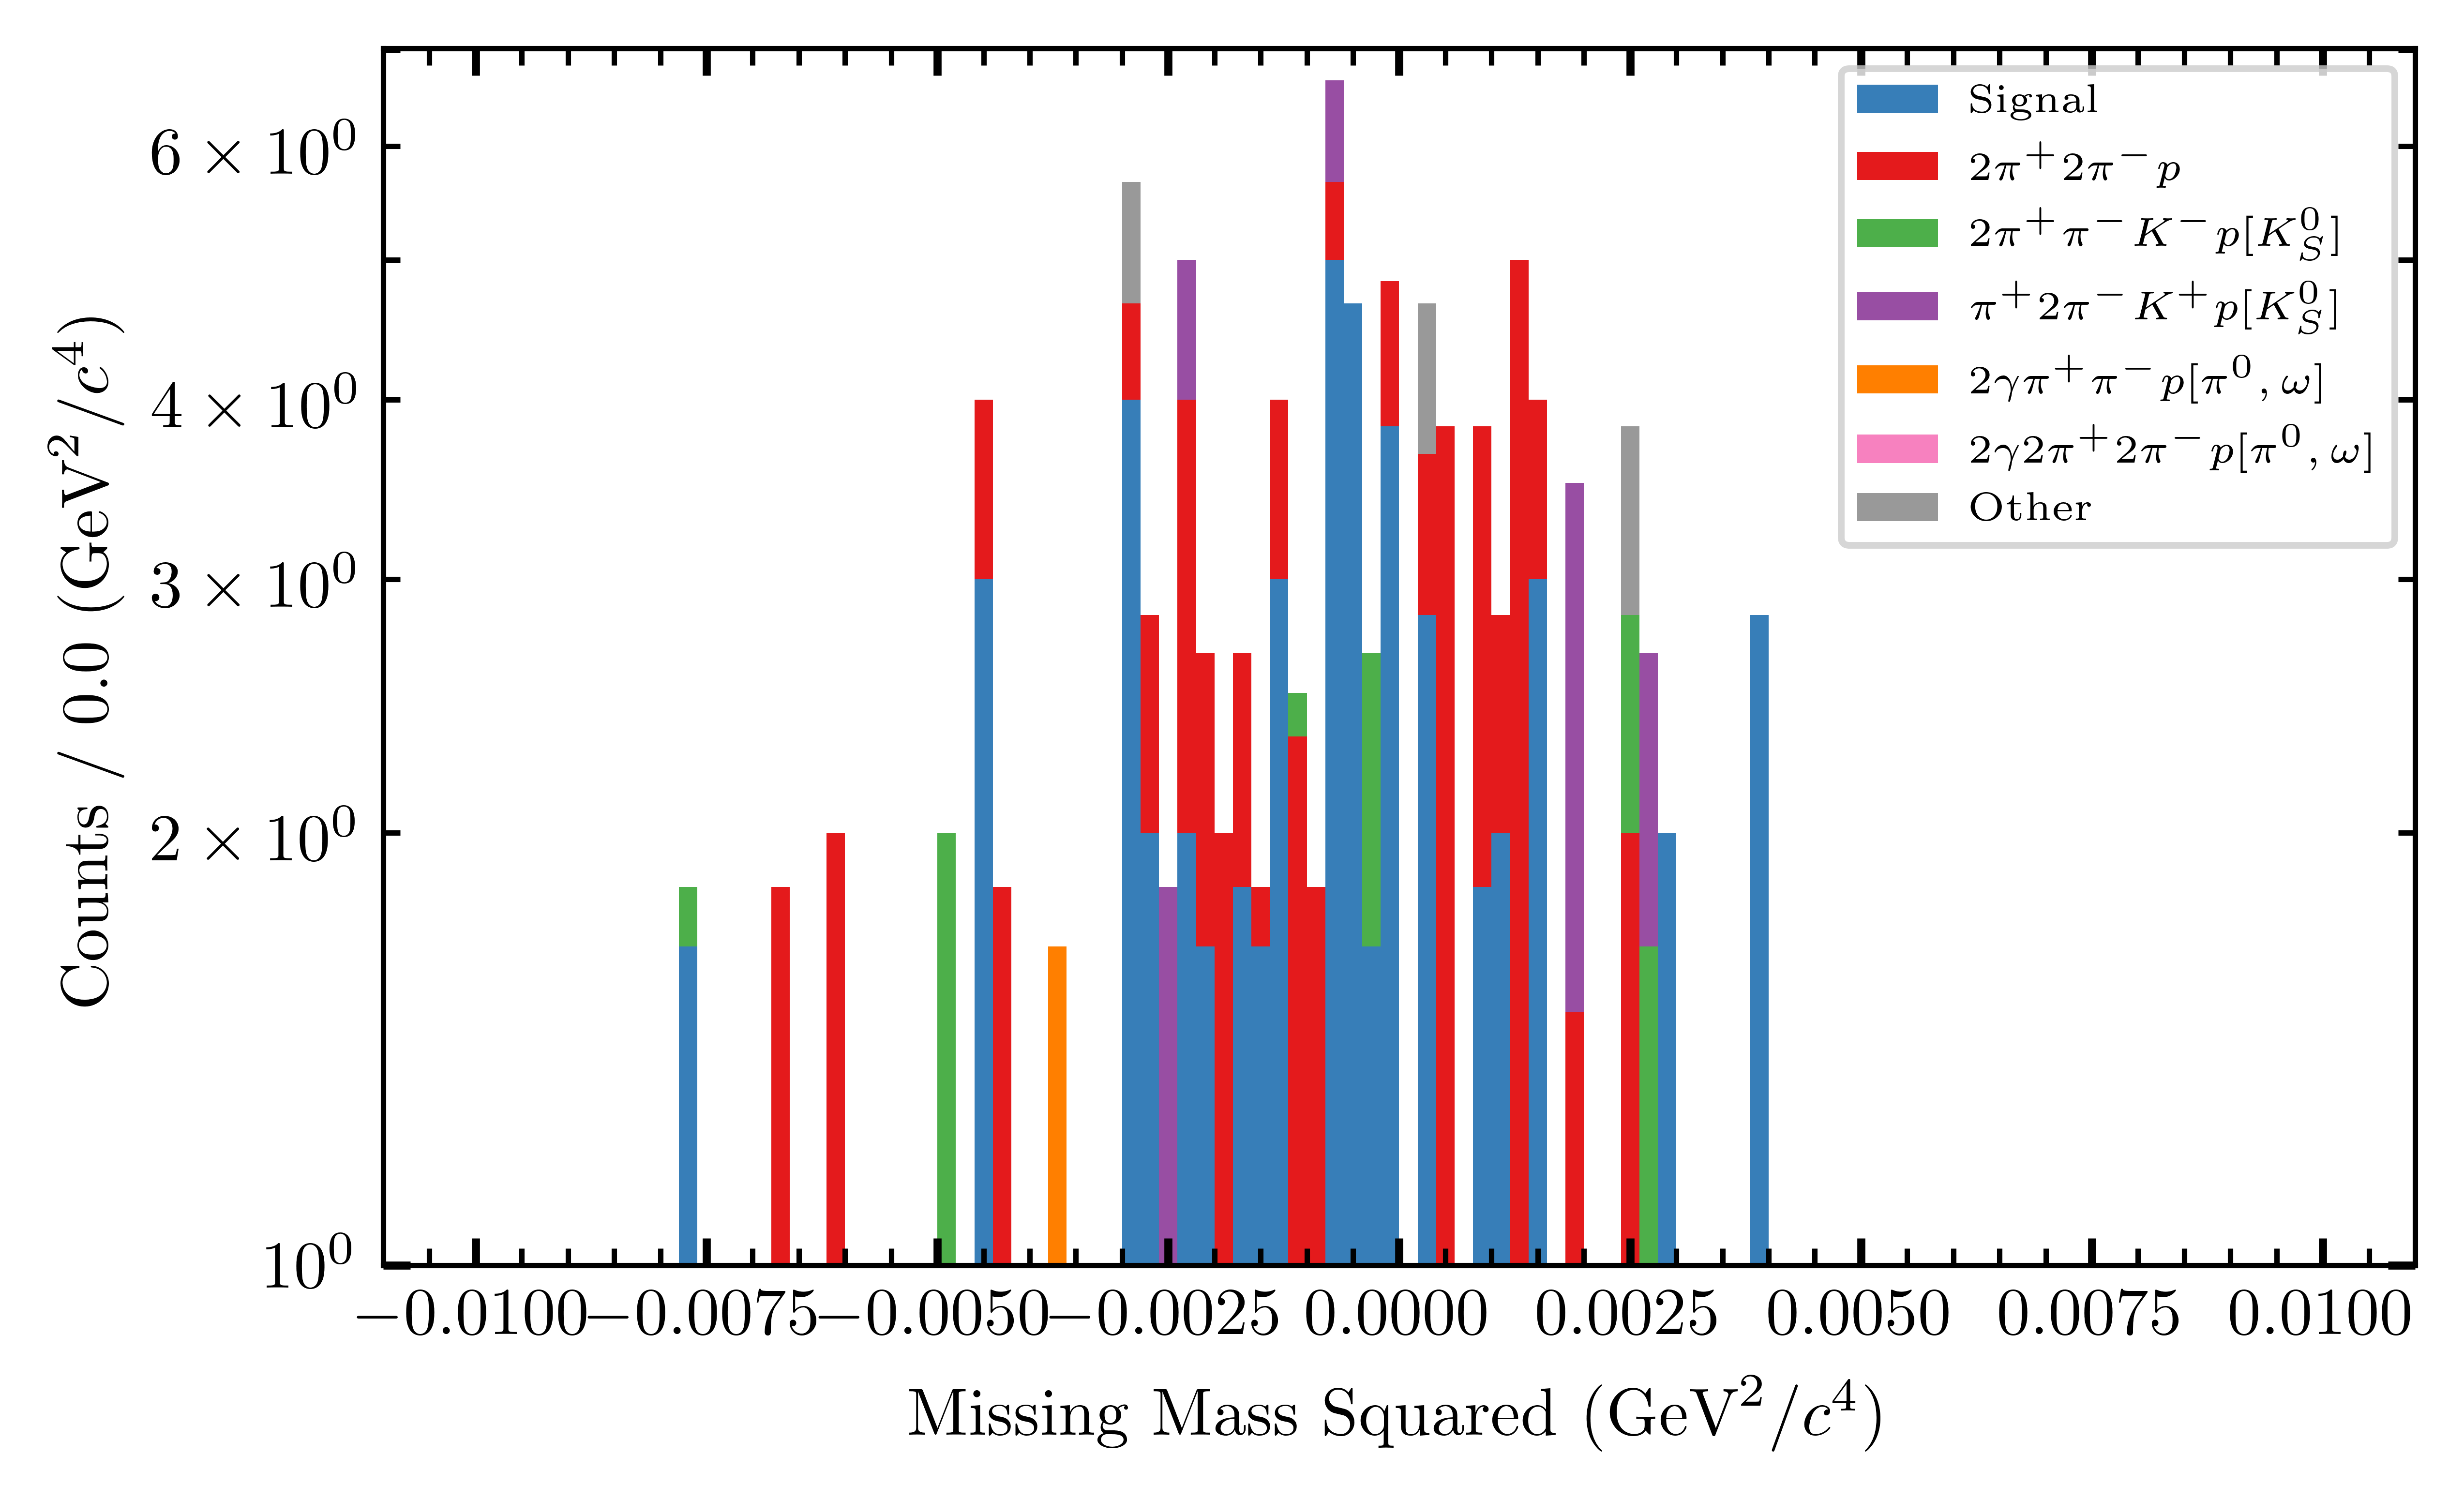 Counts / 0.0 (GeV²/c⁴)
6 × 10⁰
4 × 10⁰
3 × 10⁰
2 × 10⁰
10⁰
Signal
2π⁺2π⁻p
2π⁺π⁻K⁻p[K⁰_S]
π⁺2π⁻K⁺p[K⁰_S]
2γπ⁺π⁻p[π⁰, ω]
2γ2π⁺2π⁻p[π⁰, ω]
Other
−0.0100 −0.0075 −0.0050 −0.0025 0.0000 0.0025 0.0050 0.0075 0.0100
Missing Mass Squared (GeV²/c⁴)